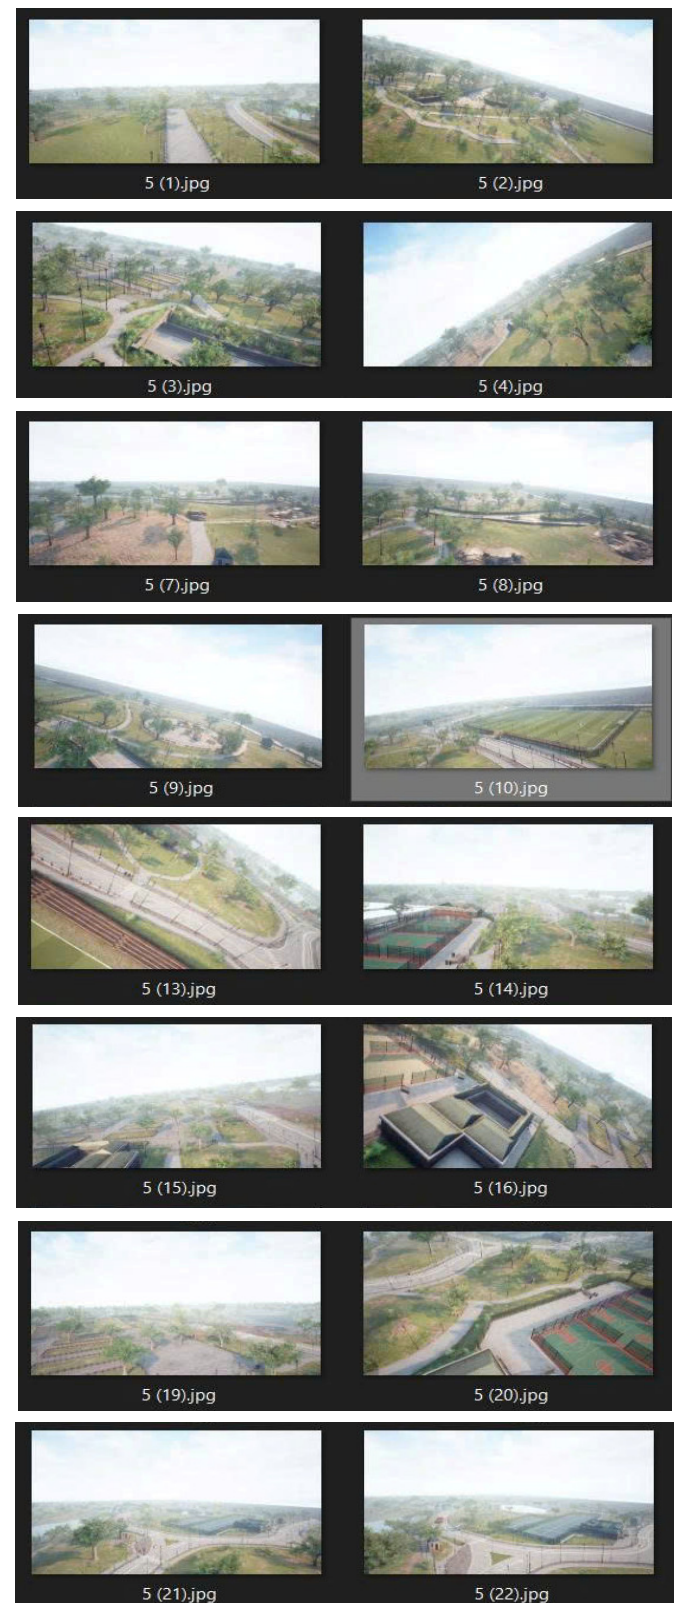 5 (1).jpg
5 (2).jpg
5 (3).jpg
5 (4).jpg
5 (7).jpg
5 (8).jpg
5 (9).jpg
5 (10).jpg
5 (13).jpg
5 (14).jpg
5 (15).jpg
5 (16).jpg
5 (19).jpg
5 (20).jpg
5 (21).jpg
5 (22).jpg